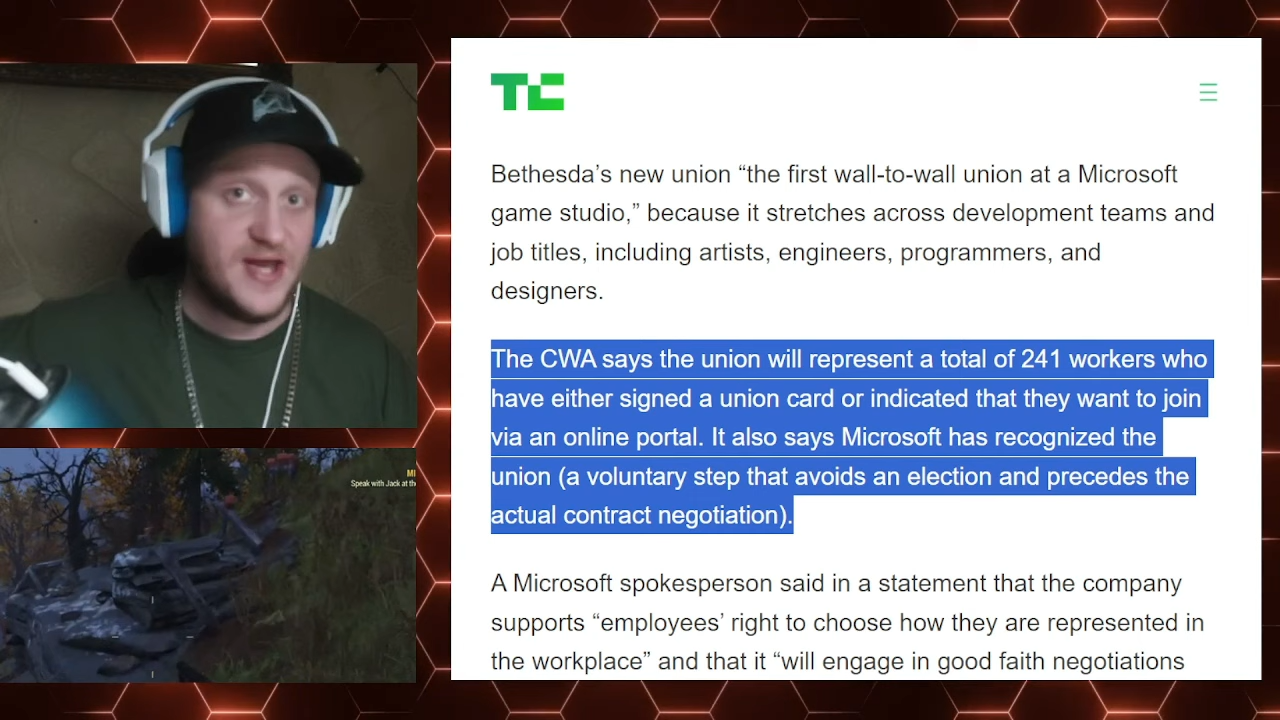 TC
Bethesda’s new union “the first wall-to-wall union at a Microsoft
game studio,” because it stretches across development teams and
job titles, including artists, engineers, programmers, and
designers.
The CWA says the union will represent a total of 241 workers who
have either signed a union card or indicated that they want to join
via an online portal. It also says Microsoft has recognized the
union (a voluntary step that avoids an election and precedes the
actual contract negotiation).
A Microsoft spokesperson said in a statement that the company
supports “employees’ right to choose how they are represented in
the workplace” and that it “will engage in good faith negotiations
MI
Speak with Jack at th